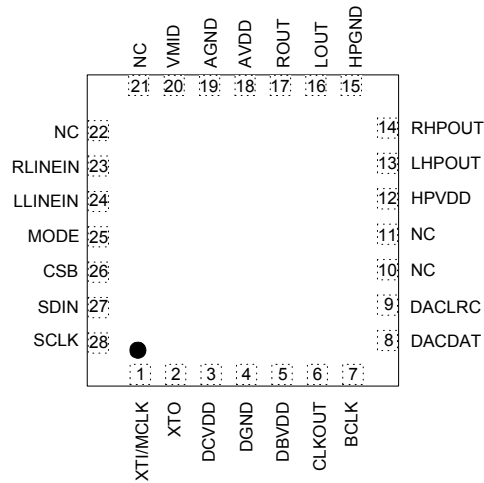 NC VMID AGND AVDD ROUT LOUT HPGND
21 20 19 18 17 16 15
NC 22
RLINEIN 23
LLINEIN 24
MODE 25
CSB 26
SDIN 27
SCLK 28
14 RHPOUT
13 LHPOUT
12 HPVDD
11 NC
10 NC
9 DACLRC
8 DACDAT
1 2 3 4 5 6 7
XTI/MCLK XTO DCVDD DGND DBVDD CLKOUT BCLK